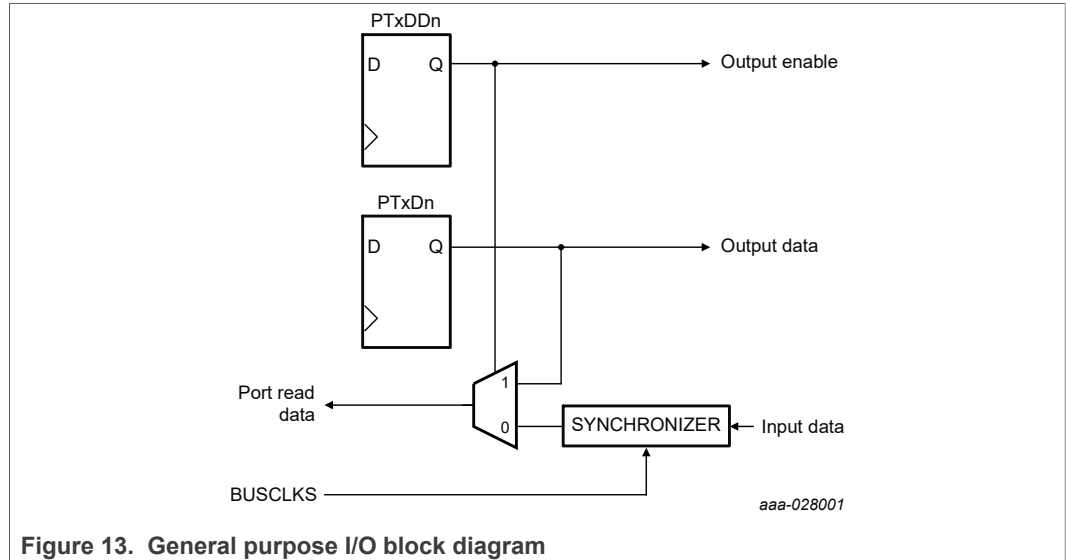 PTxDDn
D
Q
Output enable
PTxDn
D
Q
Output data
1
Port read
data
0
SYNCHRONIZER
Input data
BUSCLKS
aaa-028001
Figure 13. General purpose I/O block diagram